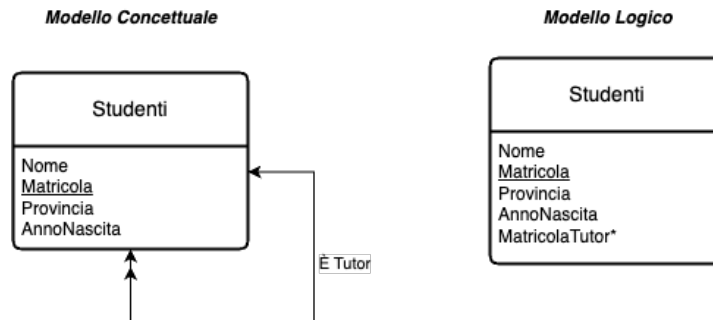 Modello Concettuale
Studenti
Nome
Matricola
Provincia
AnnoNascita
È Tutor
Modello Logico
Studenti
Nome
Matricola
Provincia
AnnoNascita
MatricolaTutor*